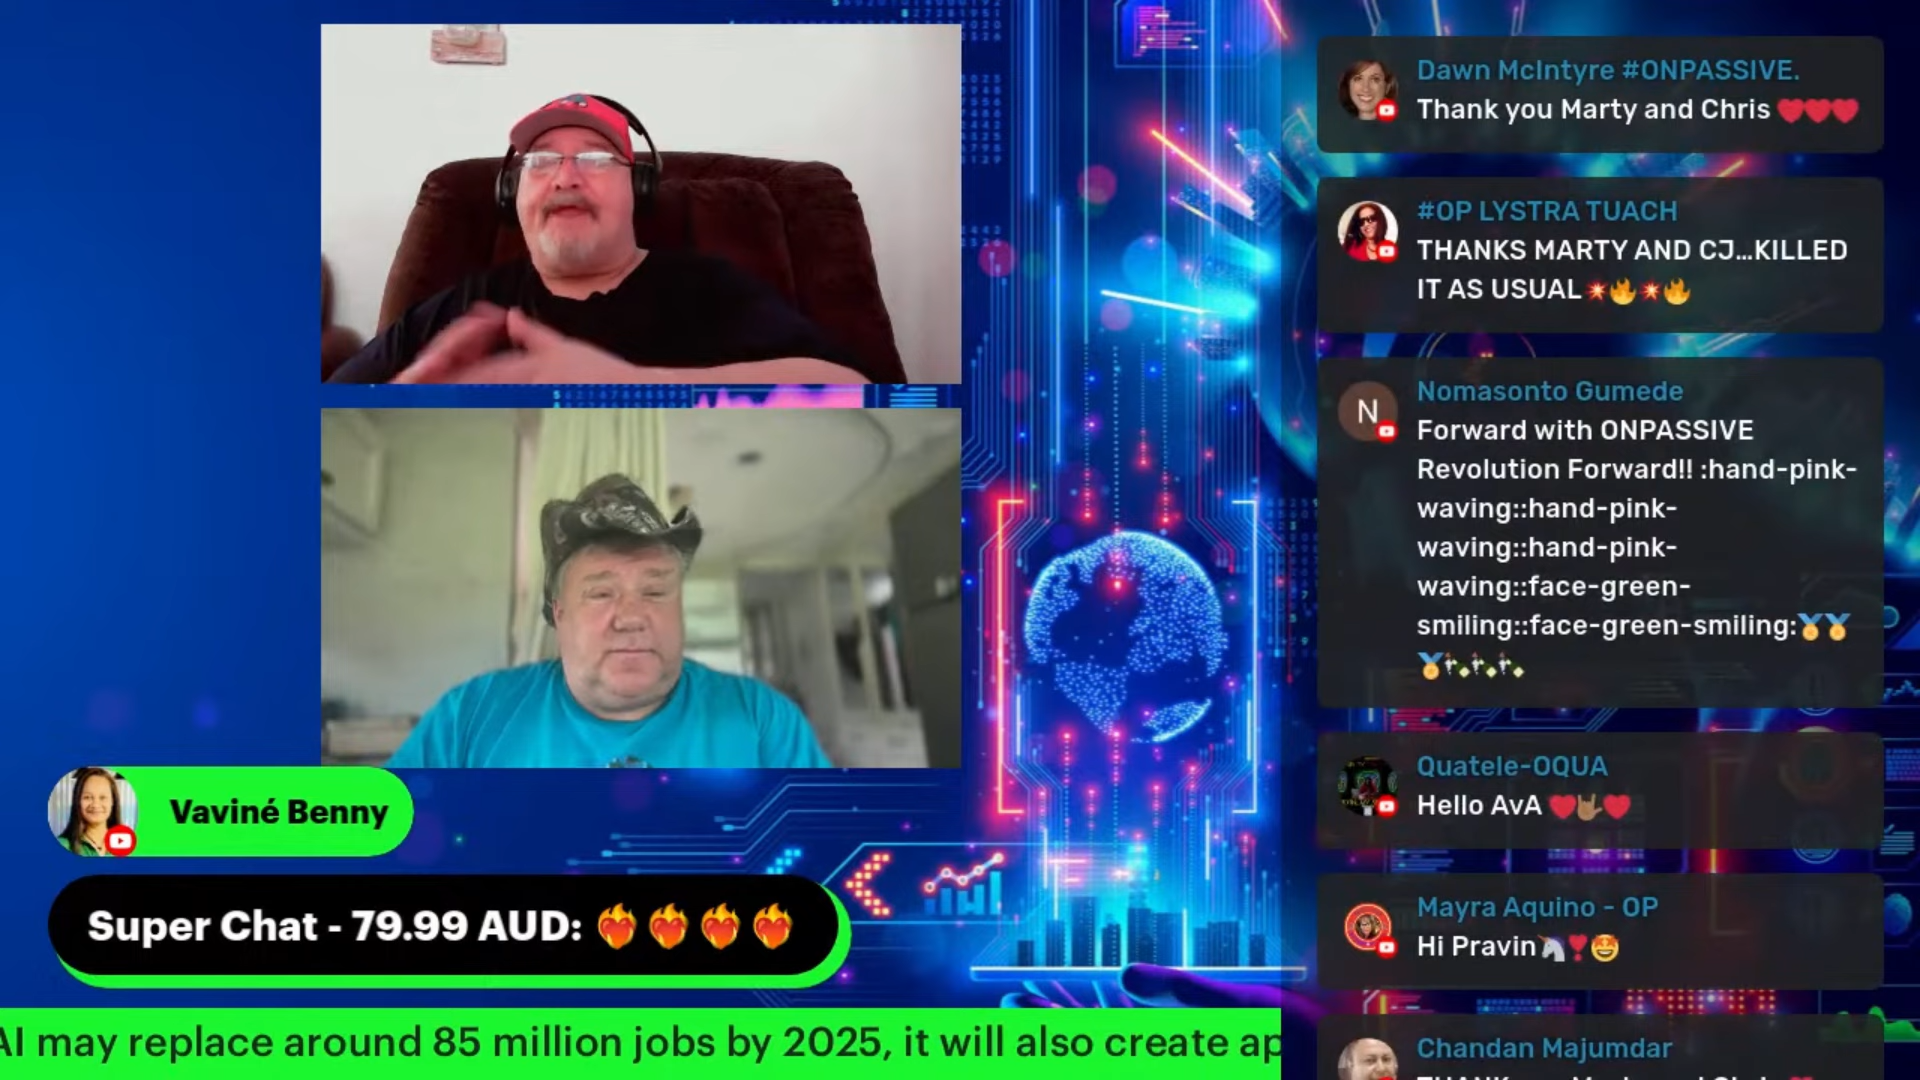 Dawn McIntyre #ONPASSIVE.
Thank you Marty and Chris ❤️❤️❤️
#OP LYSTRA TUACH
THANKS MARTY AND CJ...KILLED
IT AS USUAL💥🔥💥🔥
N
Nomasonto Gumede
Forward with ONPASSIVE
Revolution Forward!! :hand-pink-
waving::hand-pink-
waving::hand-pink-
waving::face-green-
smiling::face-green-smiling:🏅🏅
🏅🍾🍾🍾
Quatele-OQUA
Hello AvA ❤️🤟🏽❤️
Mayra Aquino - OP
Hi Pravin🦄❣️🤩
Chandan Majumdar
Vaviné Benny
Super Chat - 79.99 AUD: ❤️‍🔥❤️‍🔥❤️‍🔥❤️‍🔥
AI may replace around 85 million jobs by 2025, it will also create ap